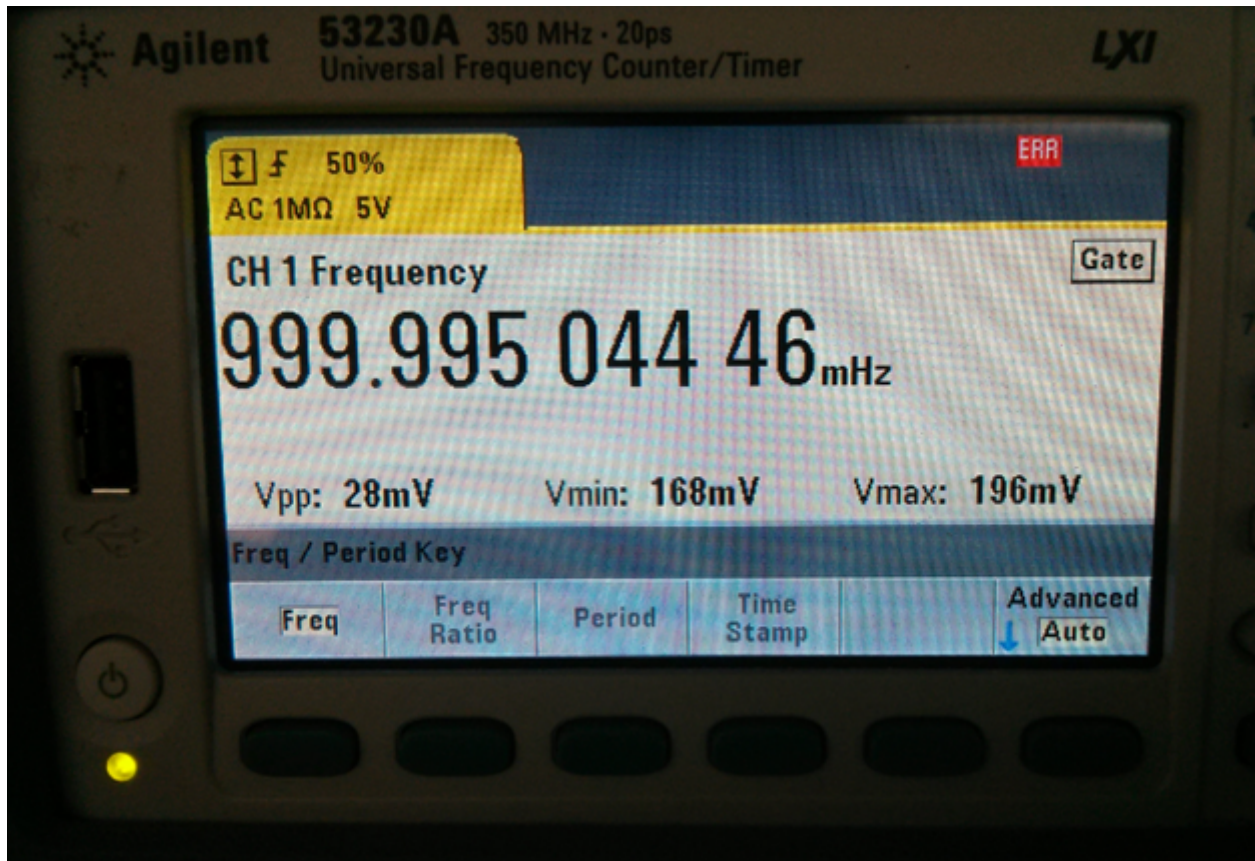 Agilent 53230A 350 MHz · 20ps LXI
Universal Frequency Counter/Timer
50% ERR
AC 1MΩ 5V
CH 1 Frequency Gate
999.995 044 46 mHz
Vpp: 28mV Vmin: 168mV Vmax: 196mV
Freq / Period Key
Freq Freq Ratio Period Time Stamp Advanced Auto